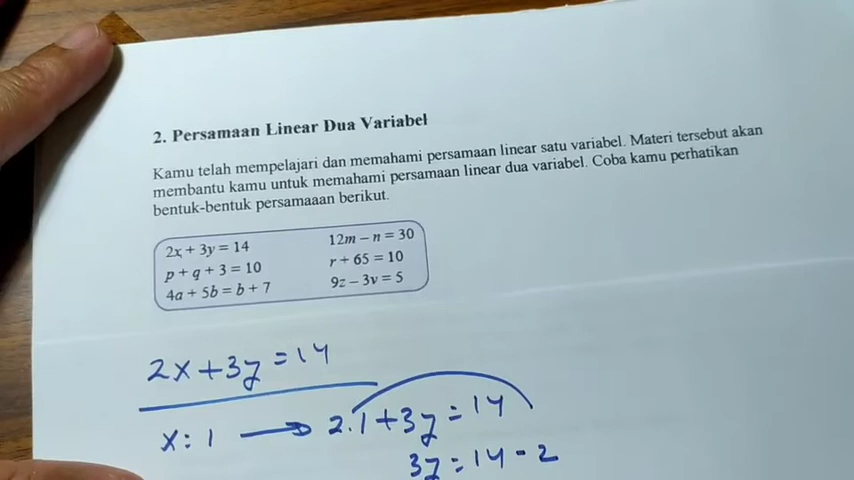 2. Persamaan Linear Dua Variabel
Kamu telah mempelajari dan memahami persamaan linear satu variabel. Materi tersebut akan
membantu kamu untuk memahami persamaan linear dua variabel. Coba kamu perhatikan
bentuk-bentuk persamaaan berikut.
2x + 3y = 14
p + q + 3 = 10
4a + 5b = b + 7
12m − n = 30
r + 65 = 10
9z − 3v = 5
2x + 3y = 14
x : 1 → 2.1 + 3y = 14
3y = 14 - 2